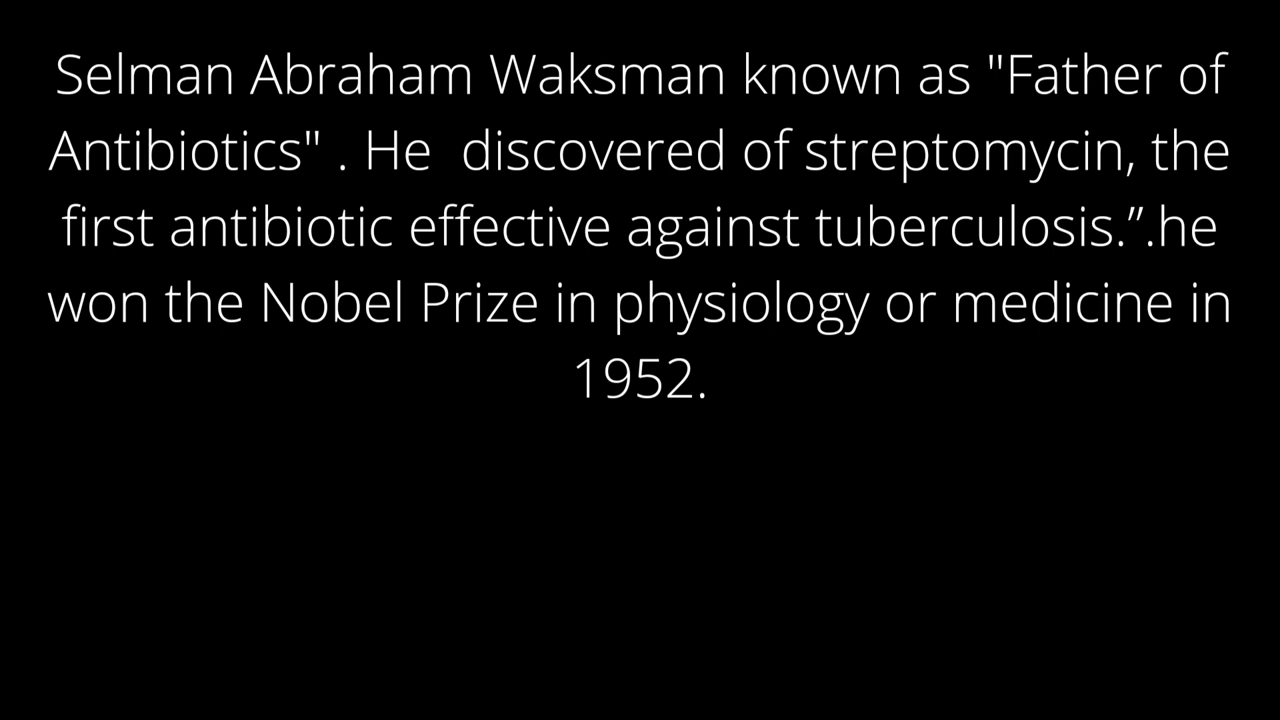 Selman Abraham Waksman known as "Father of
Antibiotics" . He  discovered of streptomycin, the
first antibiotic effective against tuberculosis.”.he
won the Nobel Prize in physiology or medicine in
1952.